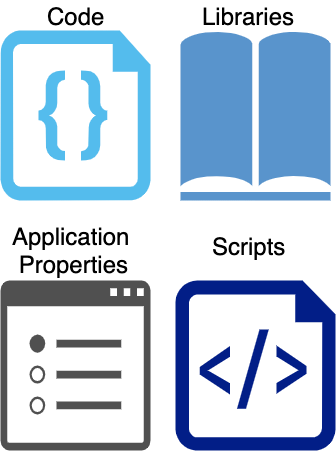 Code
Libraries
{}
Application
Properties
Scripts
</>